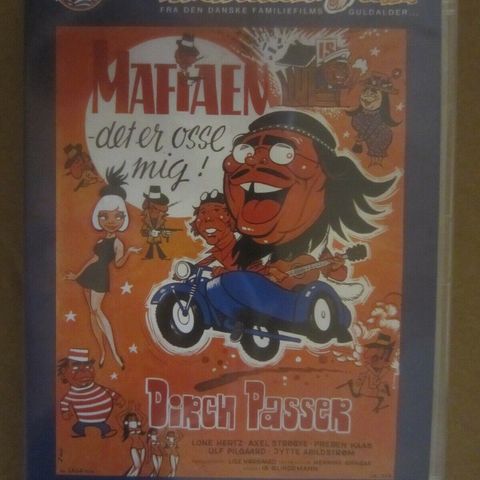 FRA DEN DANSKE FAMILIEFILMS GULDALDER...
MAFIAEN
IS
-det er osse
mig!
DIRCH PASSER
LONE HERTZ · AXEL STRØBYE · PREBEN KAAS
ULF PILGAARD · JYTTE ABILDSTRØM